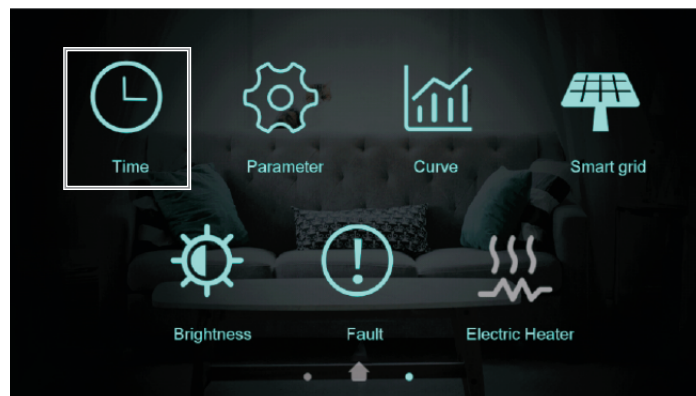 Time
Parameter
Curve
Smart grid
Brightness
Fault
Electric Heater